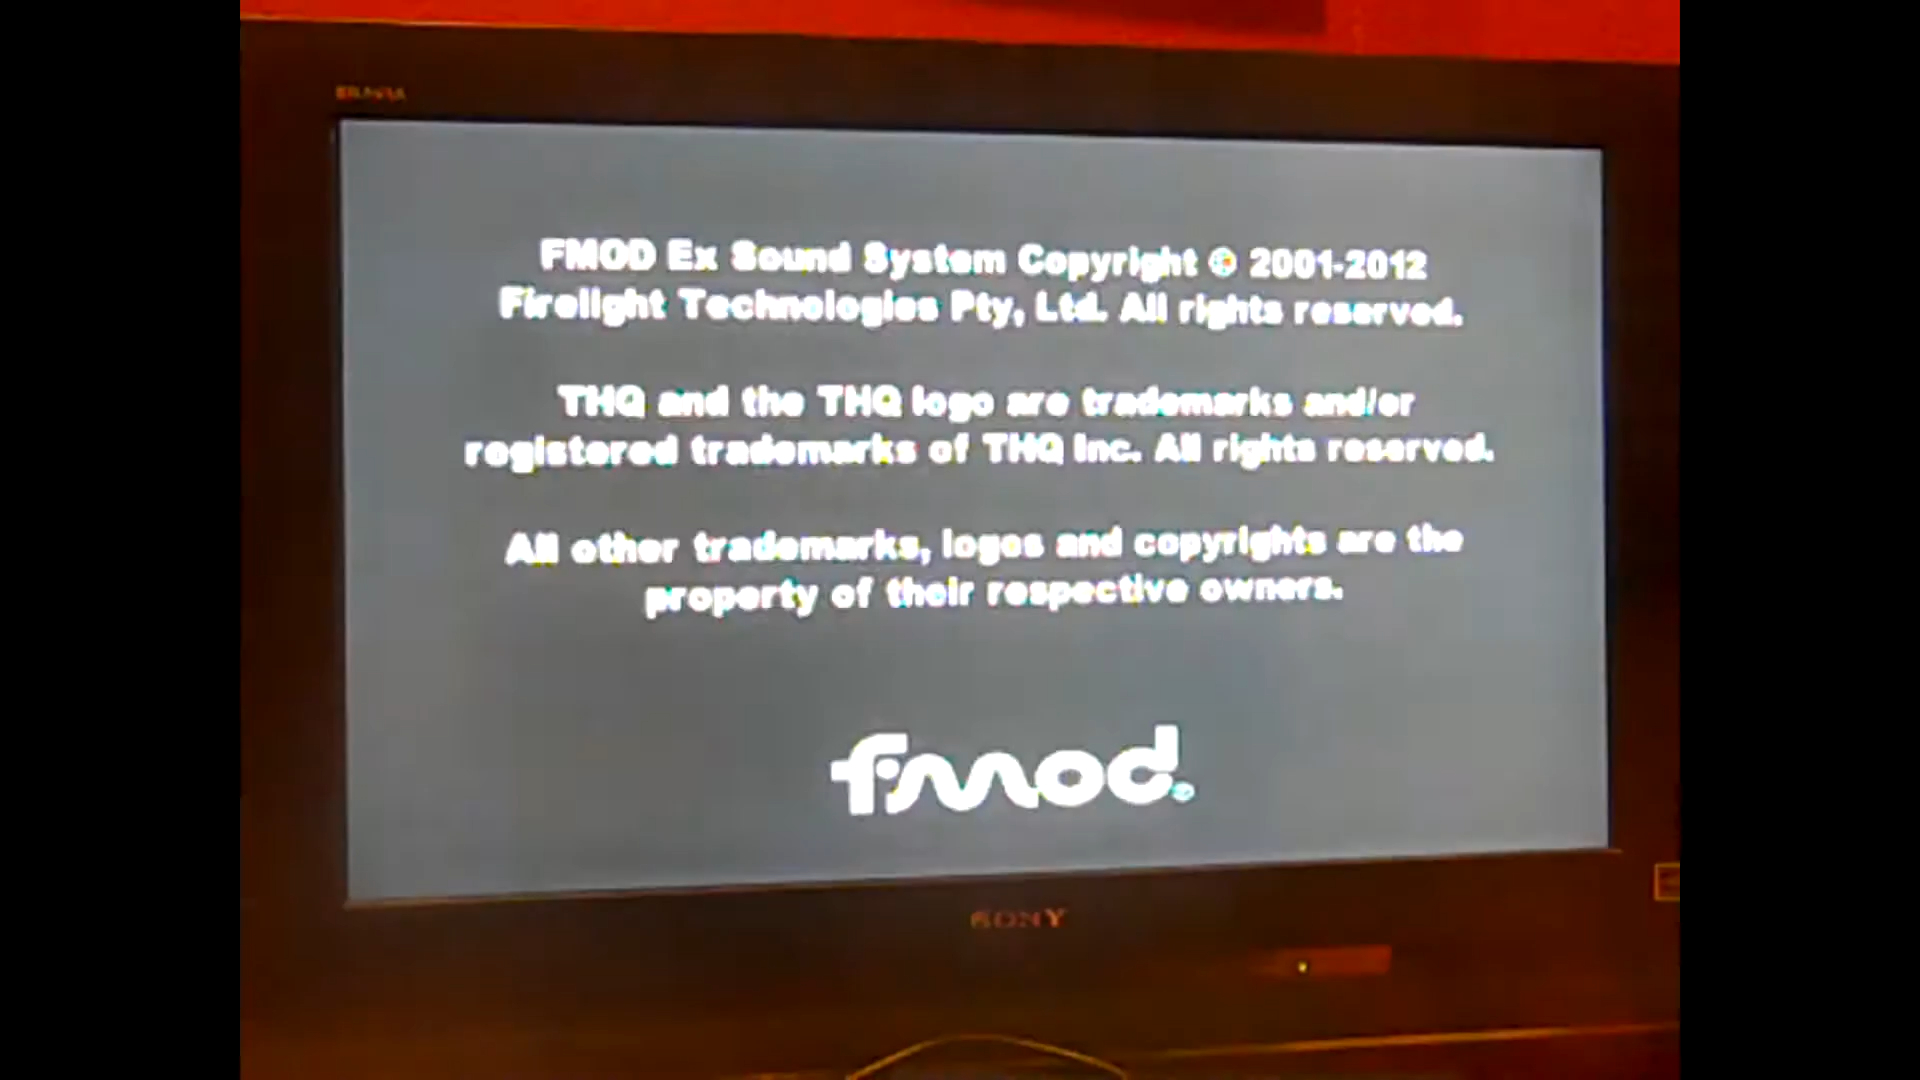 BRAVIA
FMOD Ex Sound System Copyright © 2001-2012
Firelight Technologies Pty, Ltd. All rights reserved.
THQ and the THQ logo are trademarks and/or
registered trademarks of THQ Inc. All rights reserved.
All other trademarks, logos and copyrights are the
property of their respective owners.
fmod®
SONY